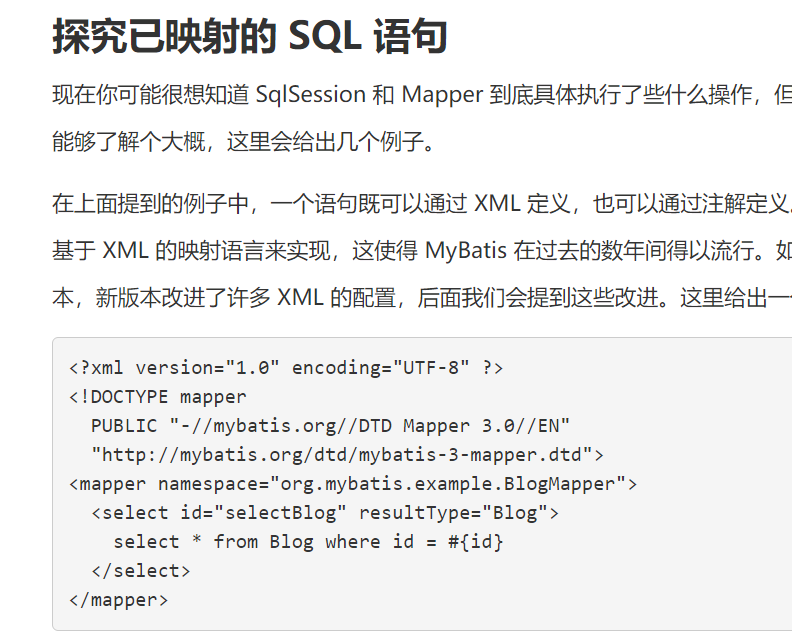 探究已映射的 SQL 语句
现在你可能很想知道 SqlSession 和 Mapper 到底具体执行了些什么操作，但
能够了解个大概，这里会给出几个例子。
在上面提到的例子中，一个语句既可以通过 XML 定义，也可以通过注解定义。
基于 XML 的映射语言来实现，这使得 MyBatis 在过去的数年间得以流行。如
本，新版本改进了许多 XML 的配置，后面我们会提到这些改进。这里给出一
<?xml version="1.0" encoding="UTF-8" ?>
<!DOCTYPE mapper
  PUBLIC "-//mybatis.org//DTD Mapper 3.0//EN"
  "http://mybatis.org/dtd/mybatis-3-mapper.dtd">
<mapper namespace="org.mybatis.example.BlogMapper">
  <select id="selectBlog" resultType="Blog">
    select * from Blog where id = #{id}
  </select>
</mapper>